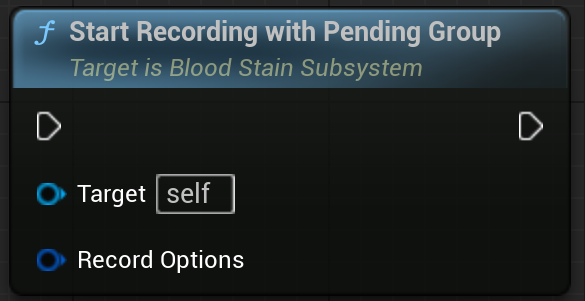 f Start Recording with Pending Group
Target is Blood Stain Subsystem
Target self
Record Options